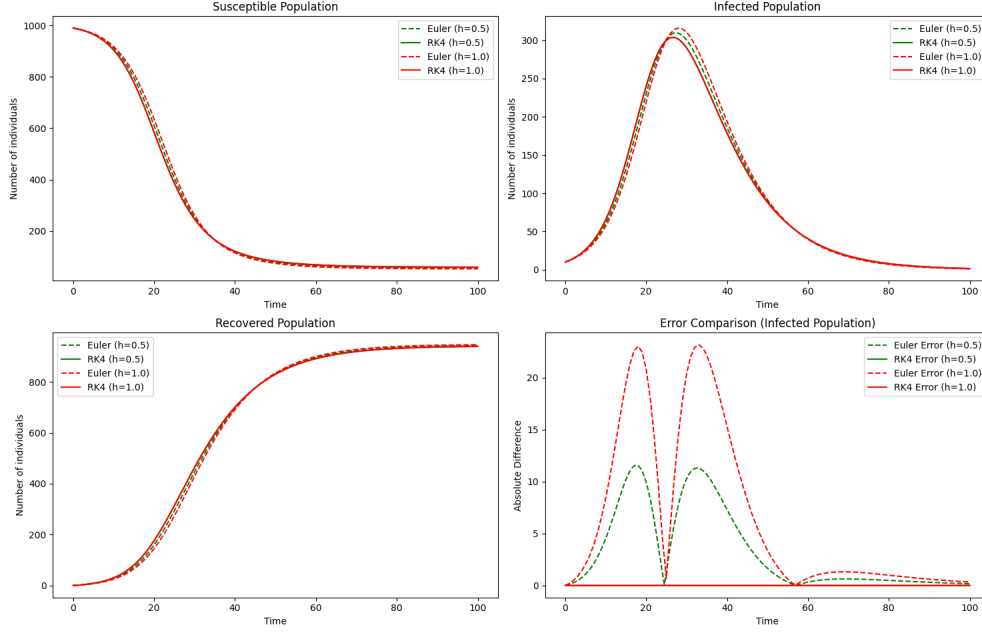 Susceptible Population
1000
800
600
400
200
0
20
40
60
80
100
Time
Number of individuals
Euler (h=0.5)
RK4 (h=0.5)
Euler (h=1.0)
RK4 (h=1.0)
Infected Population
300
250
200
150
100
50
0
0
20
40
60
80
100
Time
Number of individuals
Euler (h=0.5)
RK4 (h=0.5)
Euler (h=1.0)
RK4 (h=1.0)
Recovered Population
800
600
400
200
0
0
20
40
60
80
100
Time
Number of individuals
Euler (h=0.5)
RK4 (h=0.5)
Euler (h=1.0)
RK4 (h=1.0)
Error Comparison (Infected Population)
20
15
10
5
0
0
20
40
60
80
100
Time
Absolute Difference
Euler Error (h=0.5)
RK4 Error (h=0.5)
Euler Error (h=1.0)
RK4 Error (h=1.0)